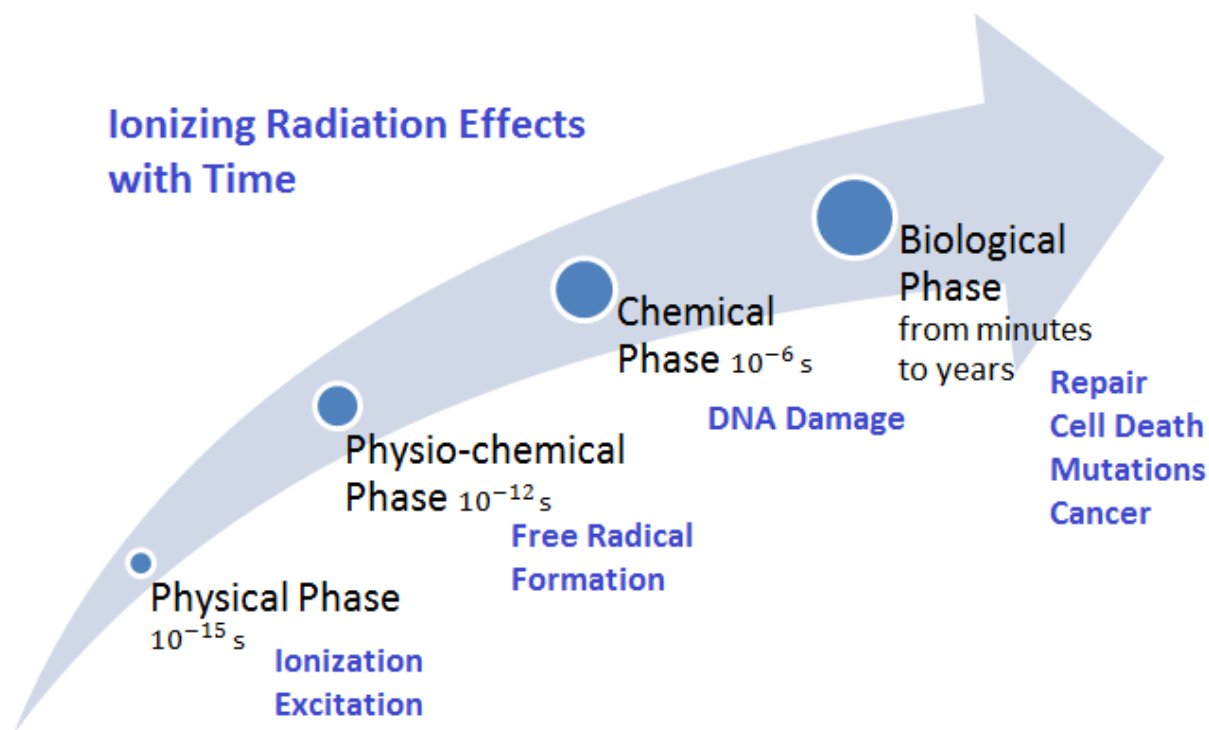 Ionizing Radiation Effects
with Time
Physical Phase
10⁻¹⁵ s
Ionization
Excitation
Physio-chemical
Phase 10⁻¹² s
Free Radical
Formation
Chemical
Phase 10⁻⁶ s
DNA Damage
Biological
Phase
from minutes
to years
Repair
Cell Death
Mutations
Cancer